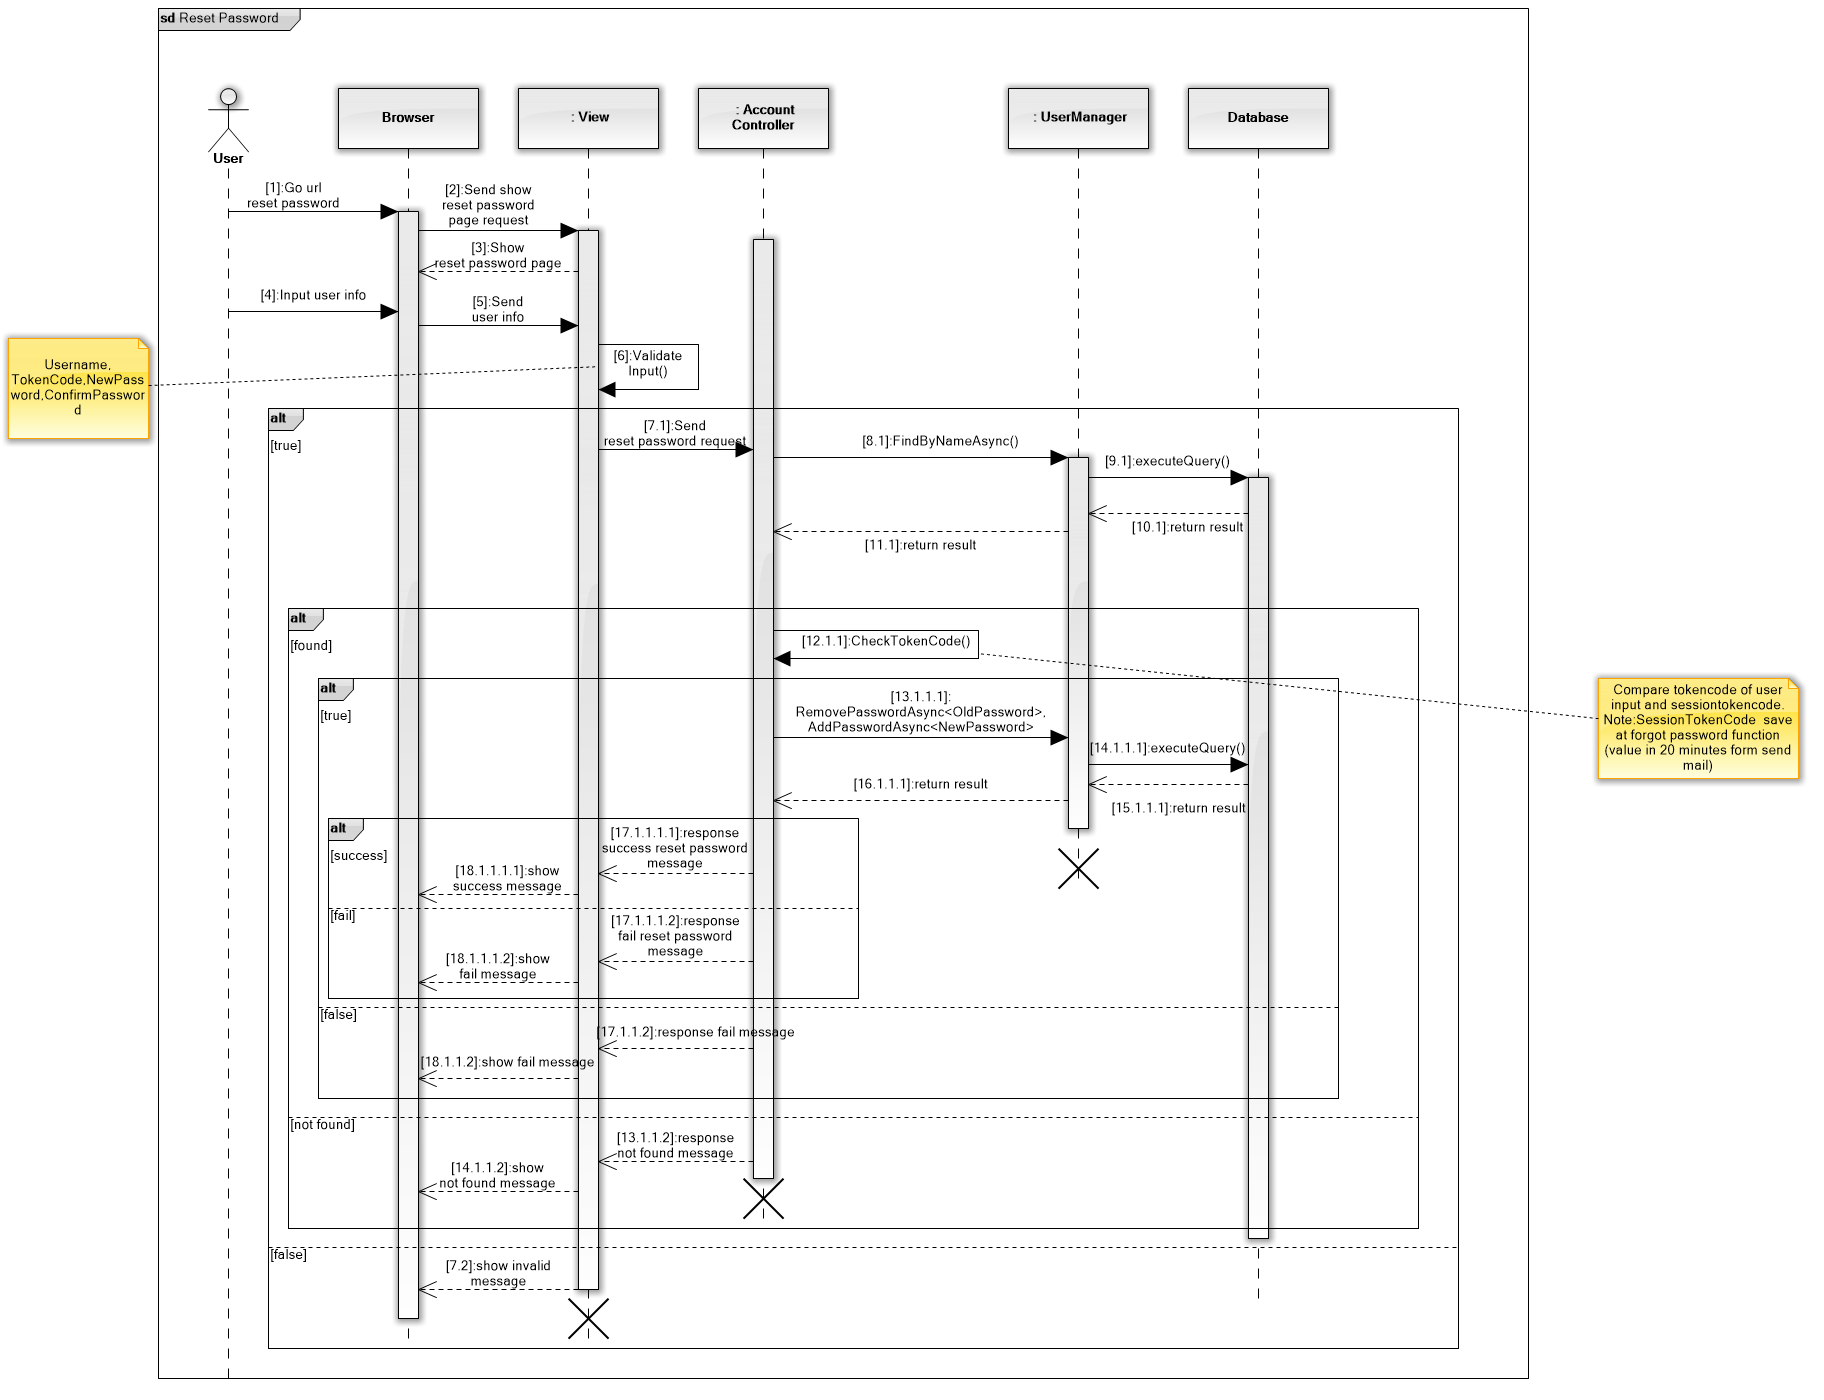 sd Reset Password
User
Browser
: View
: Account
Controller
: UserManager
Database
[1]:Go url
reset password
[2]:Send show
reset password
page request
[3]:Show
reset password page
[4]:Input user info
[5]:Send
user info
Username,
TokenCode,NewPass
word,ConfirmPasswor
d
[6]:Validate
Input()
alt
[true]
[7.1]:Send
reset password request
[8.1]:FindByNameAsync()
[9.1]:executeQuery()
[10.1]:return result
[11.1]:return result
alt
[found]
[12.1.1]:CheckTokenCode()
Compare tokencode of user
input and sessiontokencode.
Note:SessionTokenCode save
at forgot password function
(value in 20 minutes form send
mail)
alt
[true]
[13.1.1.1]:
RemovePasswordAsync<OldPassword>,
AddPasswordAsync<NewPassword>
[14.1.1.1]:executeQuery()
[16.1.1.1]:return result
[15.1.1.1]:return result
alt
[success]
[17.1.1.1.1]:response
success reset password
message
[18.1.1.1.1]:show
success message
[fail]
[17.1.1.1.2]:response
fail reset password
message
[18.1.1.1.2]:show
fail message
[false]
[17.1.1.2]:response fail message
[18.1.1.2]:show fail message
[not found]
[13.1.1.2]:response
not found message
[14.1.1.2]:show
not found message
[false]
[7.2]:show invalid
message